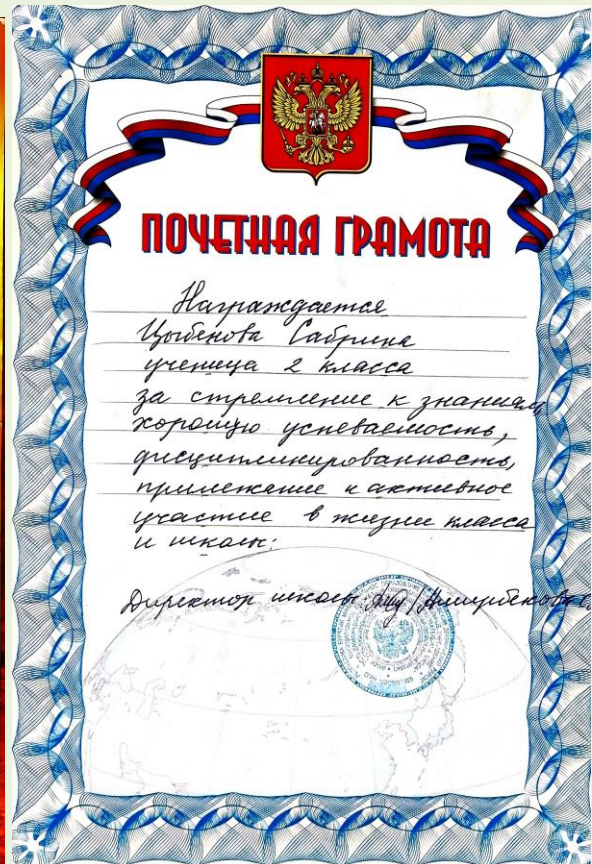 ПОЧЕТНАЯ ГРАМОТА
Награждается
Цыбенова Сабрина
ученица 2 класса
за стремление к знаниям,
хорошую успеваемость,
дисциплинированность,
прилежание и активное
участие в жизни класса
и школы.
Директор школы: